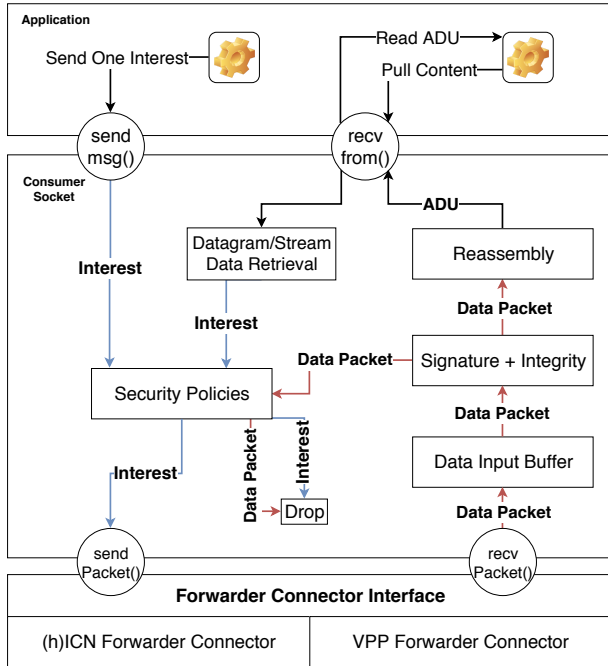 Application
Send One Interest
Read ADU
Pull Content
send
msg()
recv
from()
Consumer
Socket
ADU
Datagram/Stream
Data Retrieval
Reassembly
Interest
Data Packet
Interest
Data Packet
Signature + Integrity
Security Policies
Data Packet
Interest
Data Packet
Interest
Data Input Buffer
Drop
Data Packet
send
Packet()
recv
Packet()
Forwarder Connector Interface
(h)ICN Forwarder Connector
VPP Forwarder Connector